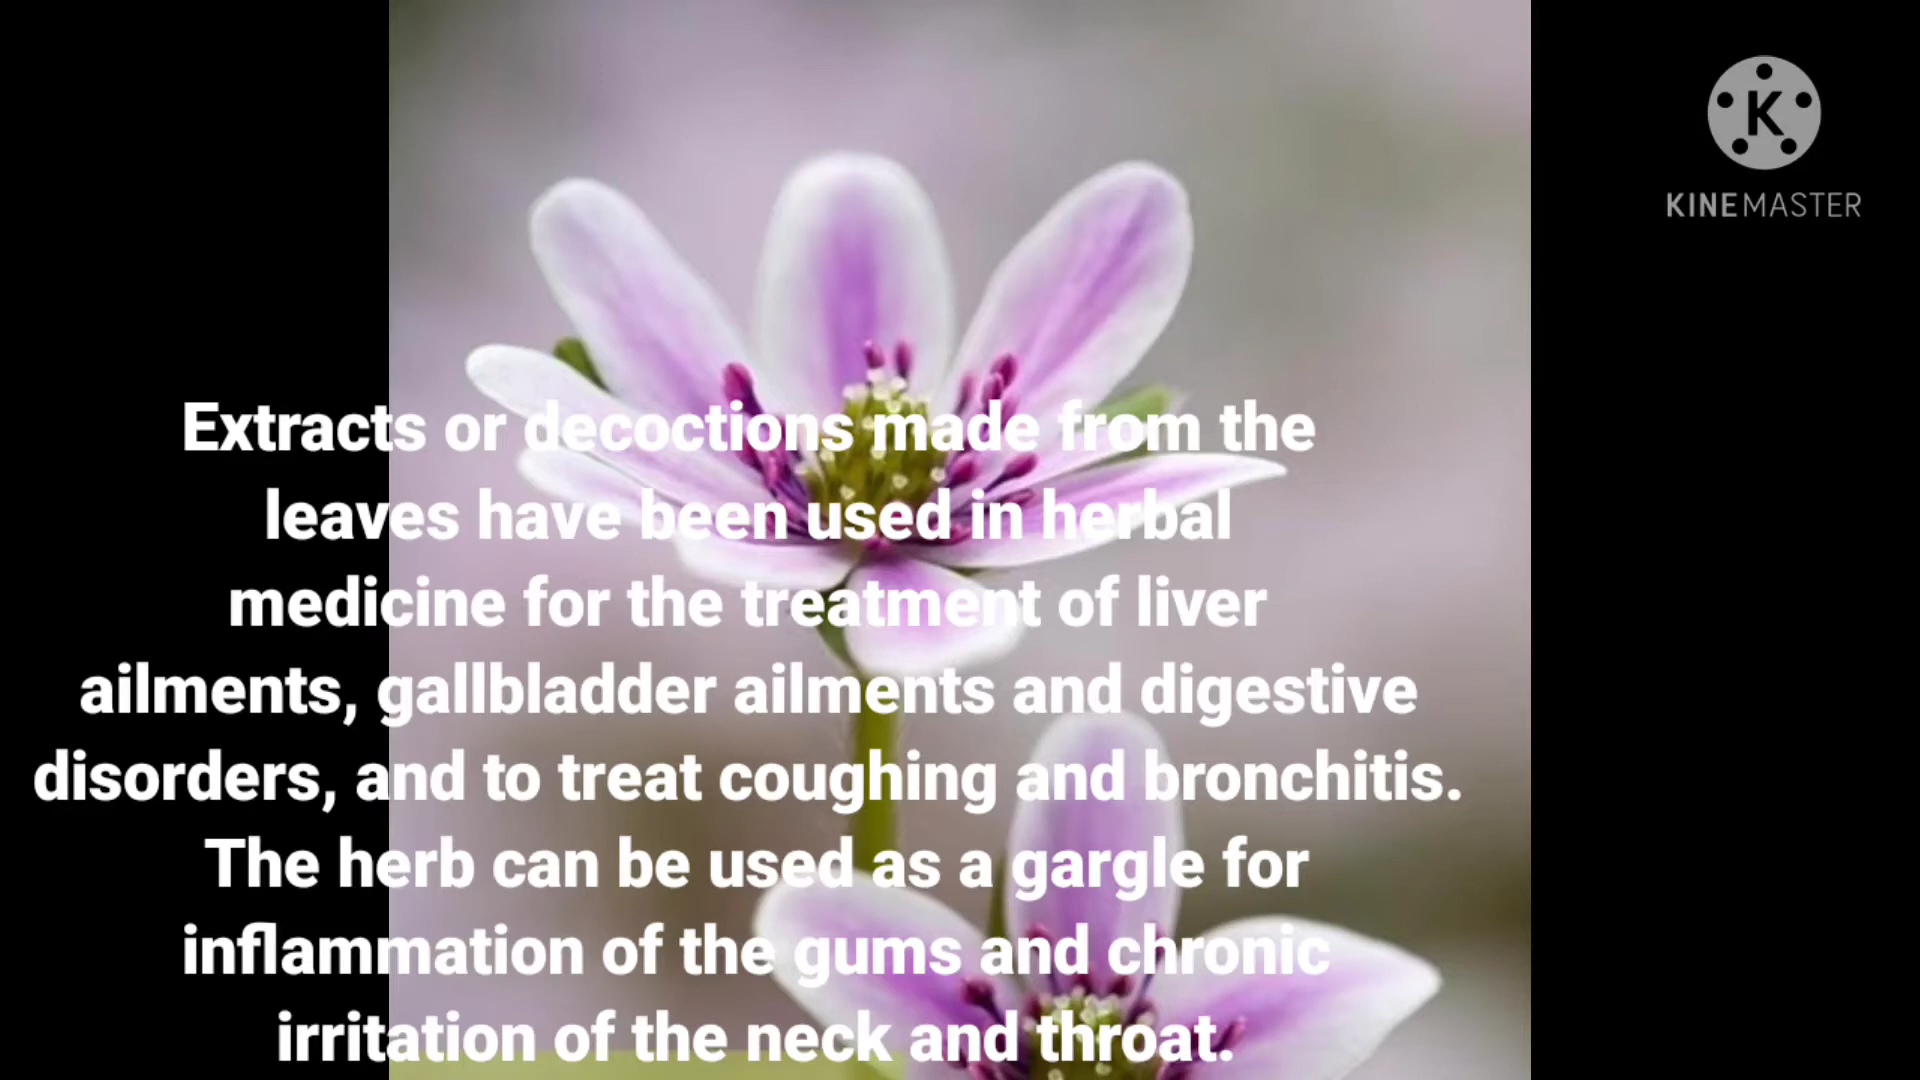 K
KINEMASTER
Extracts or decoctions made from the
leaves have been used in herbal
medicine for the treatment of liver
ailments, gallbladder ailments and digestive
disorders, and to treat coughing and bronchitis.
The herb can be used as a gargle for
inflammation of the gums and chronic
irritation of the neck and throat.